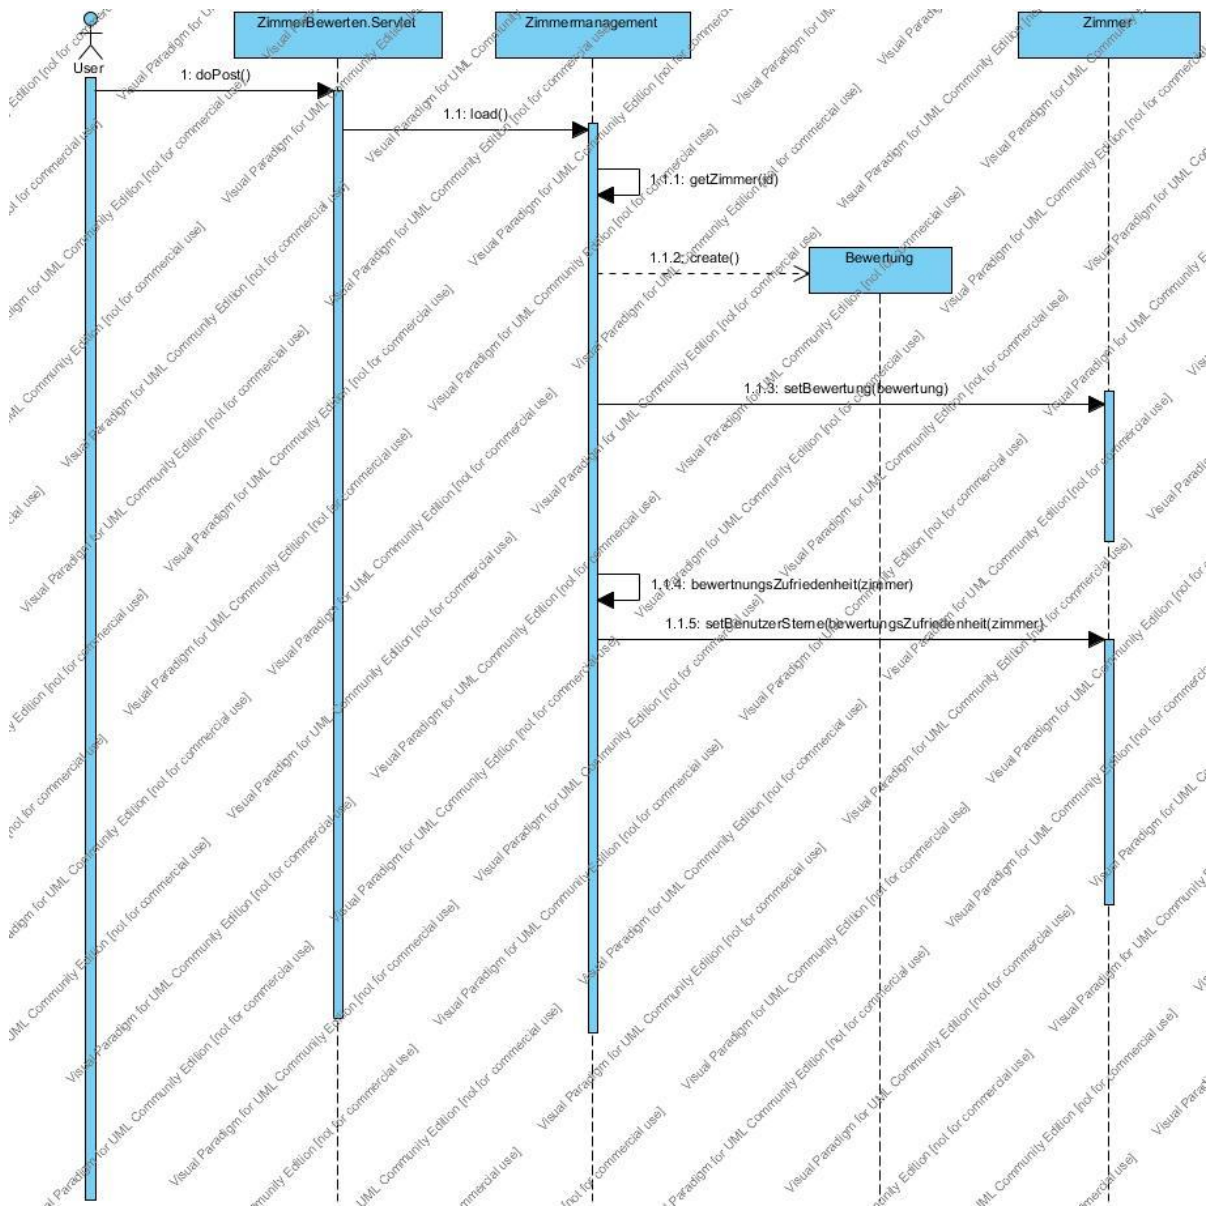 ZimmerBewerten.Servlet
Zimmermanagement
Zimmer
User
1: doPost()
1.1: load()
1.1.1: getZimmer(id)
1.1.2: create()
Bewertung
1.1.3: setBewertung(bewertung)
1.1.4: bewertnungsZufriedenheit(zimmer)
1.1.5: setBenutzerSterne(bewertungsZufriedenheit(zimmer)
Visual Paradigm for UML Community Edition [not for commercial use]